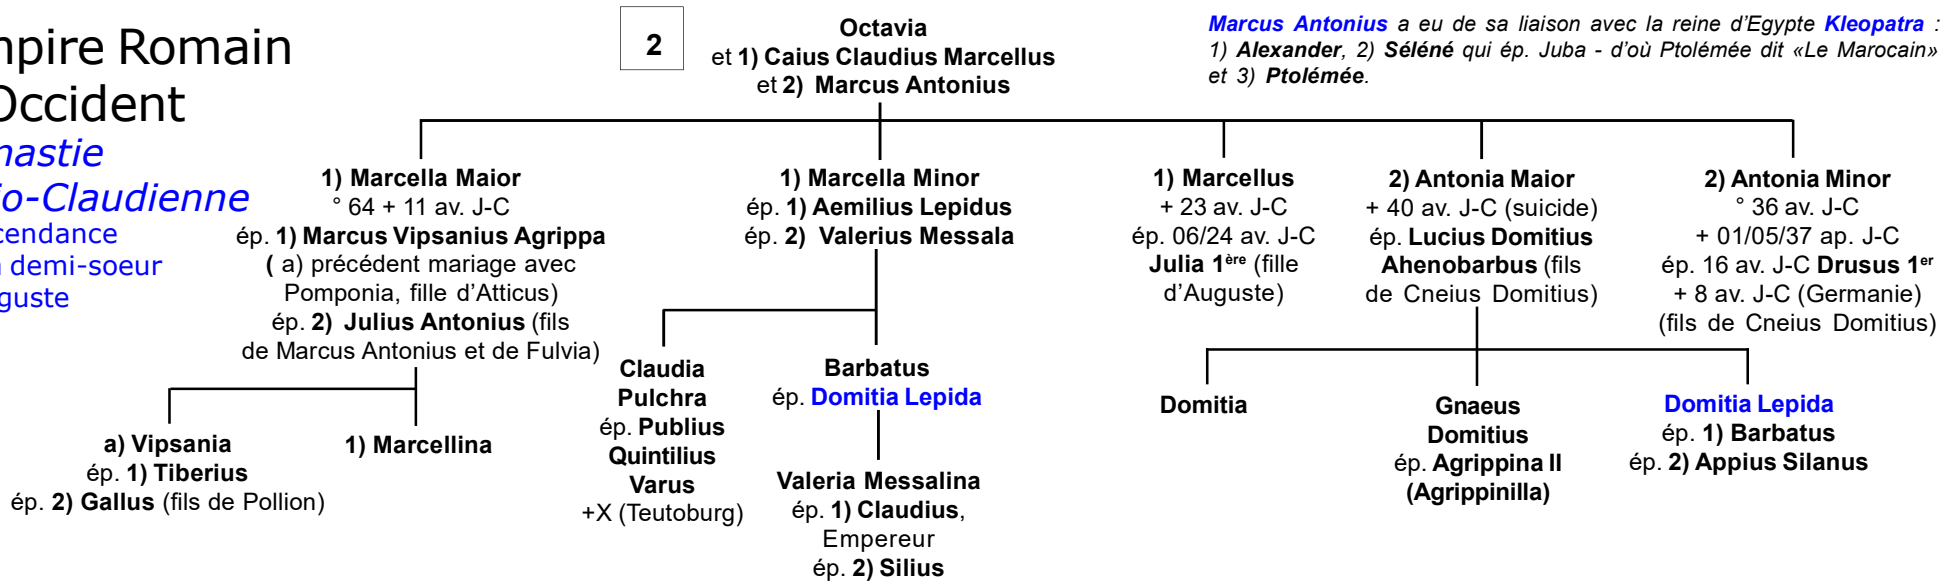 npire Romain
Occident
nastie
io-Claudienne
cendance
demi-soeur
guste
2
Octavia
et 1) Caius Claudius Marcellus
et 2) Marcus Antonius
Marcus Antonius a eu de sa liaison avec la reine d’Egypte Kleopatra :
1) Alexander, 2) Séléné qui ép. Juba - d’où Ptolémée dit «Le Marocain»
et 3) Ptolémée.
1) Marcella Maior
° 64 + 11 av. J-C
ép. 1) Marcus Vipsanius Agrippa
( a) précédent mariage avec
Pomponia, fille d’Atticus)
ép. 2) Julius Antonius (fils
de Marcus Antonius et de Fulvia)
1) Marcella Minor
ép. 1) Aemilius Lepidus
ép. 2) Valerius Messala
1) Marcellus
+ 23 av. J-C
ép. 06/24 av. J-C
Julia 1ère (fille
d’Auguste)
2) Antonia Maior
+ 40 av. J-C (suicide)
ép. Lucius Domitius
Ahenobarbus (fils
de Cneius Domitius)
2) Antonia Minor
° 36 av. J-C
+ 01/05/37 ap. J-C
ép. 16 av. J-C Drusus 1er
+ 8 av. J-C (Germanie)
(fils de Cneius Domitius)
a) Vipsania
ép. 1) Tiberius
ép. 2) Gallus (fils de Pollion)
1) Marcellina
Claudia
Pulchra
ép. Publius
Quintilius
Varus
+X (Teutoburg)
Barbatus
ép. Domitia Lepida
Valeria Messalina
ép. 1) Claudius,
Empereur
ép. 2) Silius
Domitia
Gnaeus
Domitius
ép. Agrippina II
(Agrippinilla)
Domitia Lepida
ép. 1) Barbatus
ép. 2) Appius Silanus